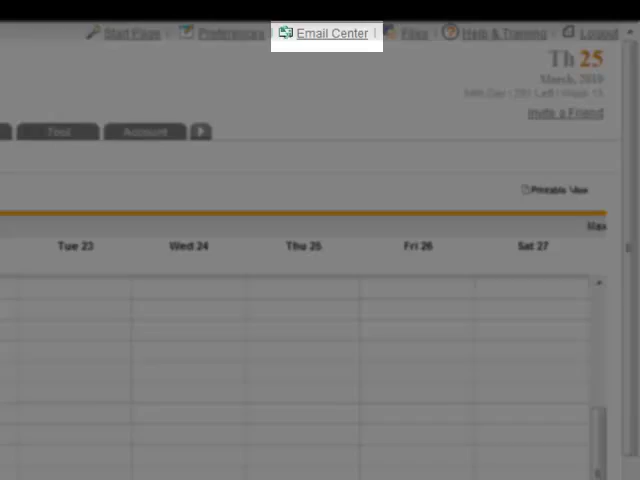 Start Page | Preferences | Email Center | Files | Help & Training | Logout
Th 25
March, 2010
Invite a Friend
Tool Account
Printable View
Max
Tue 23 Wed 24 Thu 25 Fri 26 Sat 27